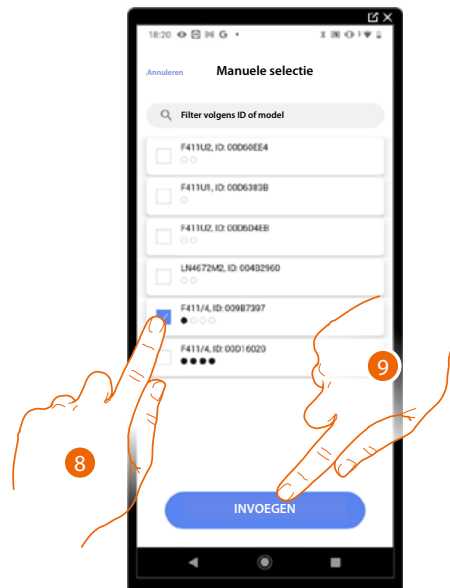 18:20
Annuleren Manuele selectie
Filter volgens ID of model
F411U2, ID: 00D60EE4
F411U1, ID: 00D6383B
F411U2, ID: 00D6D4EB
LN4672M2, ID: 004B2960
F411/4, ID: 009B7397
F411/4, ID: 00D16020
9
8
INVOEGEN